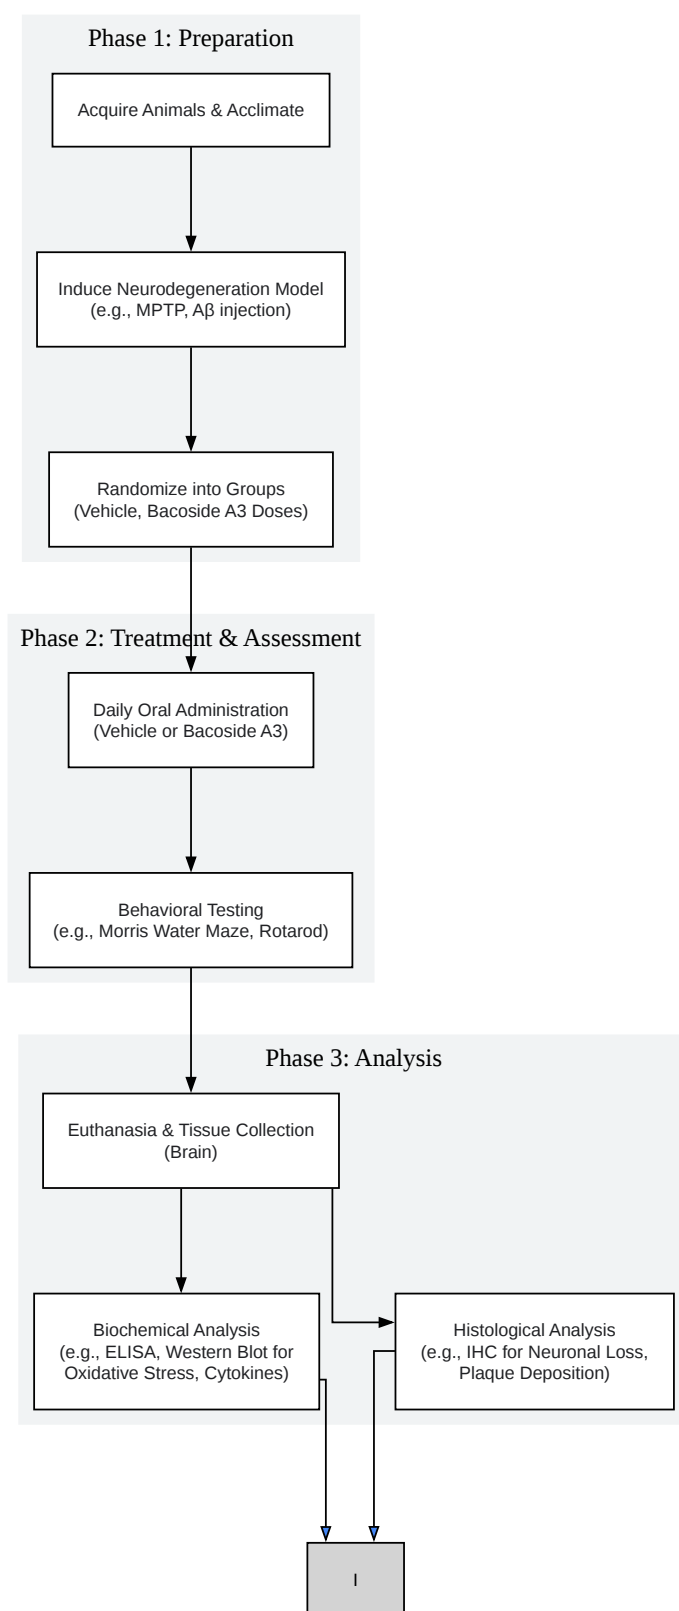 Phase 1: Preparation
Acquire Animals & Acclimate
Induce Neurodegeneration Model
(e.g., MPTP, Aβ injection)
Randomize into Groups
(Vehicle, Bacoside A3 Doses)
Phase 2: Treatment & Assessment
Daily Oral Administration
(Vehicle or Bacoside A3)
Behavioral Testing
(e.g., Morris Water Maze, Rotarod)
Phase 3: Analysis
Euthanasia & Tissue Collection
(Brain)
Biochemical Analysis
(e.g., ELISA, Western Blot for
Oxidative Stress, Cytokines)
Histological Analysis
(e.g., IHC for Neuronal Loss,
Plaque Deposition)
I